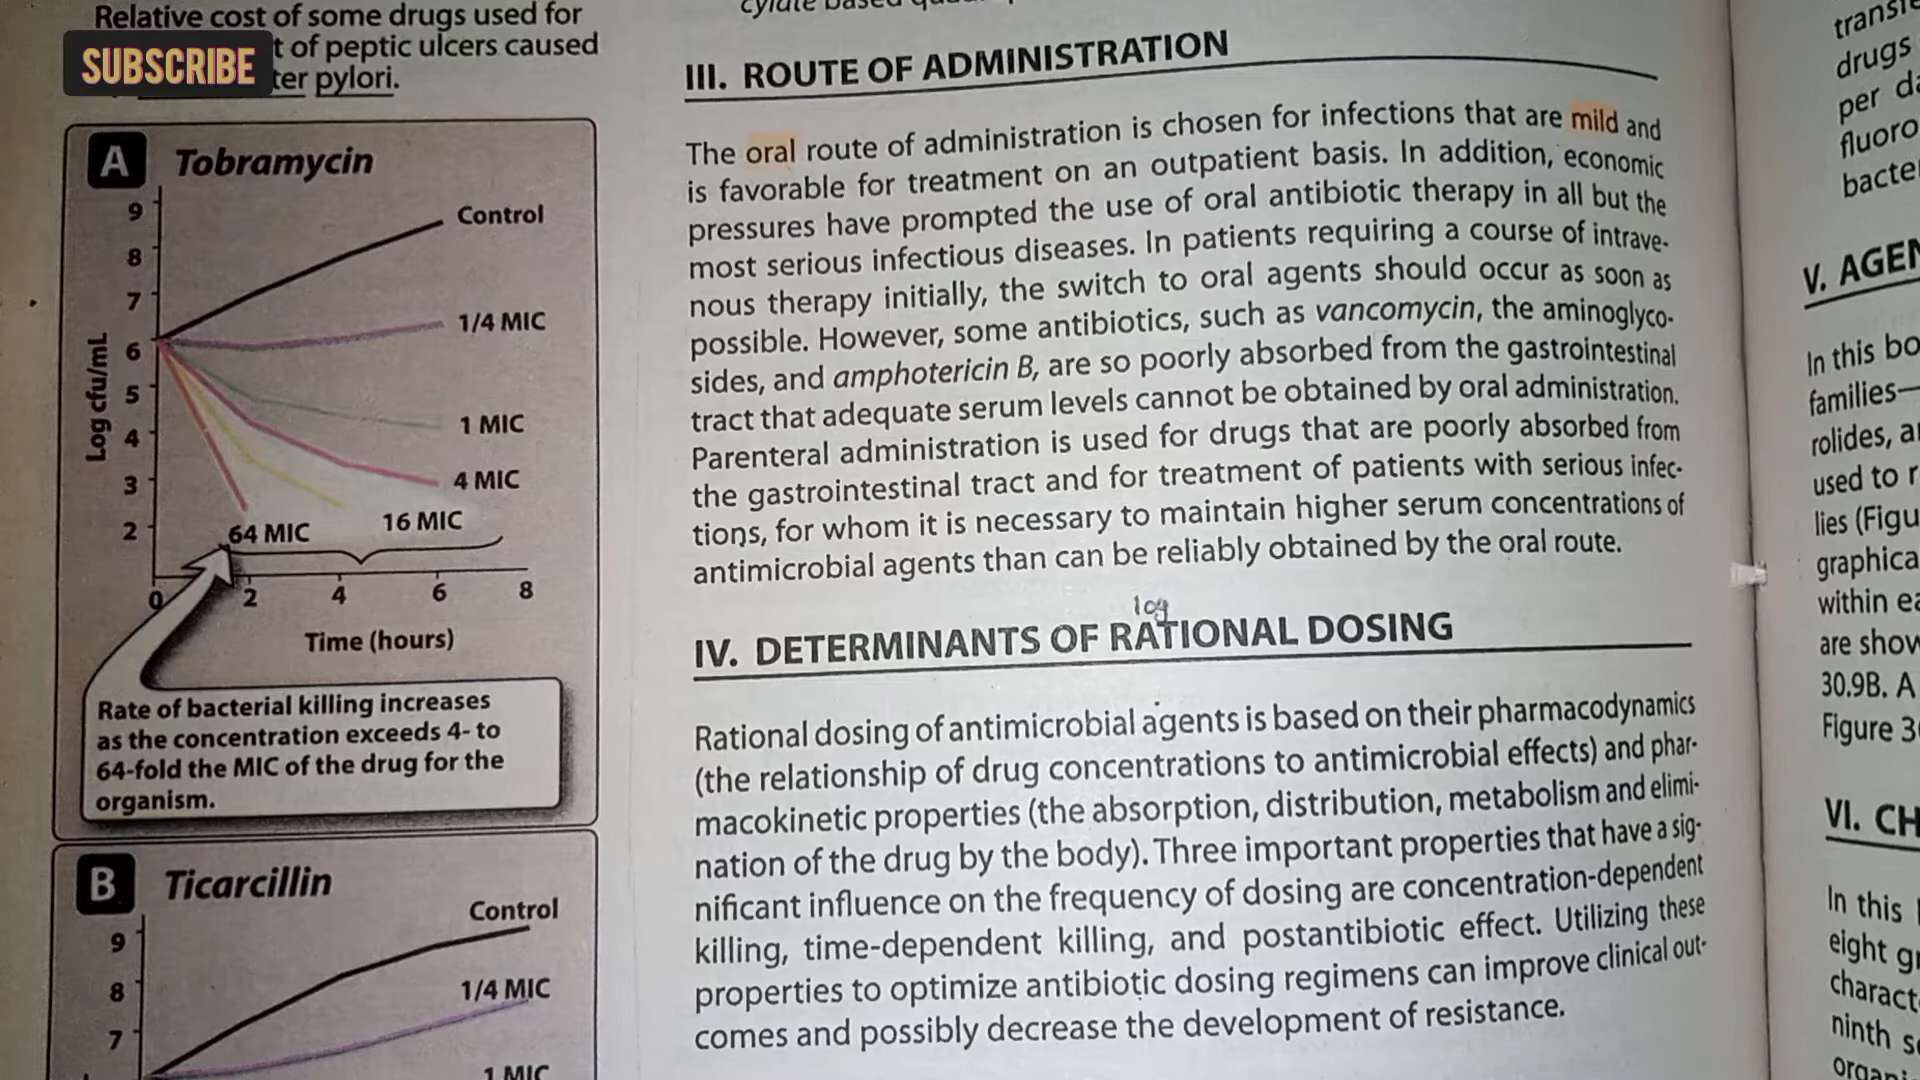 Relative cost of some drugs used for
t of peptic ulcers caused
ter pylori.
SUBSCRIBE
A Tobramycin
9
8
7
6
5
4
3
2
Log cfu/mL
Control
1/4 MIC
1 MIC
4 MIC
16 MIC
64 MIC
0 2 4 6 8
Time (hours)
Rate of bacterial killing increases
as the concentration exceeds 4- to
64-fold the MIC of the drug for the
organism.
B Ticarcillin
9
8
7
Control
1/4 MIC
1 MIC
III. ROUTE OF ADMINISTRATION
The oral route of administration is chosen for infections that are mild and
is favorable for treatment on an outpatient basis. In addition, economic
pressures have prompted the use of oral antibiotic therapy in all but the
most serious infectious diseases. In patients requiring a course of intrave-
nous therapy initially, the switch to oral agents should occur as soon as
possible. However, some antibiotics, such as vancomycin, the aminoglyco-
sides, and amphotericin B, are so poorly absorbed from the gastrointestinal
tract that adequate serum levels cannot be obtained by oral administration.
Parenteral administration is used for drugs that are poorly absorbed from
the gastrointestinal tract and for treatment of patients with serious infec-
tions, for whom it is necessary to maintain higher serum concentrations of
antimicrobial agents than can be reliably obtained by the oral route.
log
IV. DETERMINANTS OF RATIONAL DOSING
Rational dosing of antimicrobial agents is based on their pharmacodynamics
(the relationship of drug concentrations to antimicrobial effects) and phar-
macokinetic properties (the absorption, distribution, metabolism and elimi-
nation of the drug by the body). Three important properties that have a sig-
nificant influence on the frequency of dosing are concentration-dependent
killing, time-dependent killing, and postantibiotic effect. Utilizing these
properties to optimize antibiotic dosing regimens can improve clinical out-
comes and possibly decrease the development of resistance.
drugs
per da
fluoro
bacte
V. AGEN
In this bo
families—
rolides, a
used to r
lies (Figu
graphica
within ea
are show
30.9B. A
Figure 3
VI. CH
In this
eight g
charact
ninth s
organi